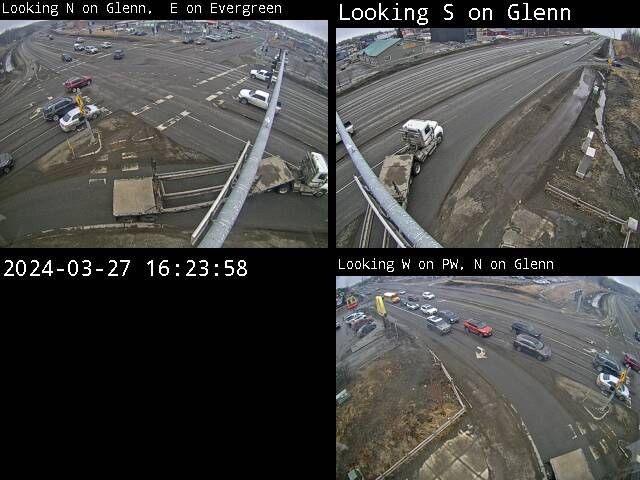 Looking N on Glenn, E on Evergreen
Looking S on Glenn
2024-03-27 16:23:58
Looking W on PW, N on Glenn